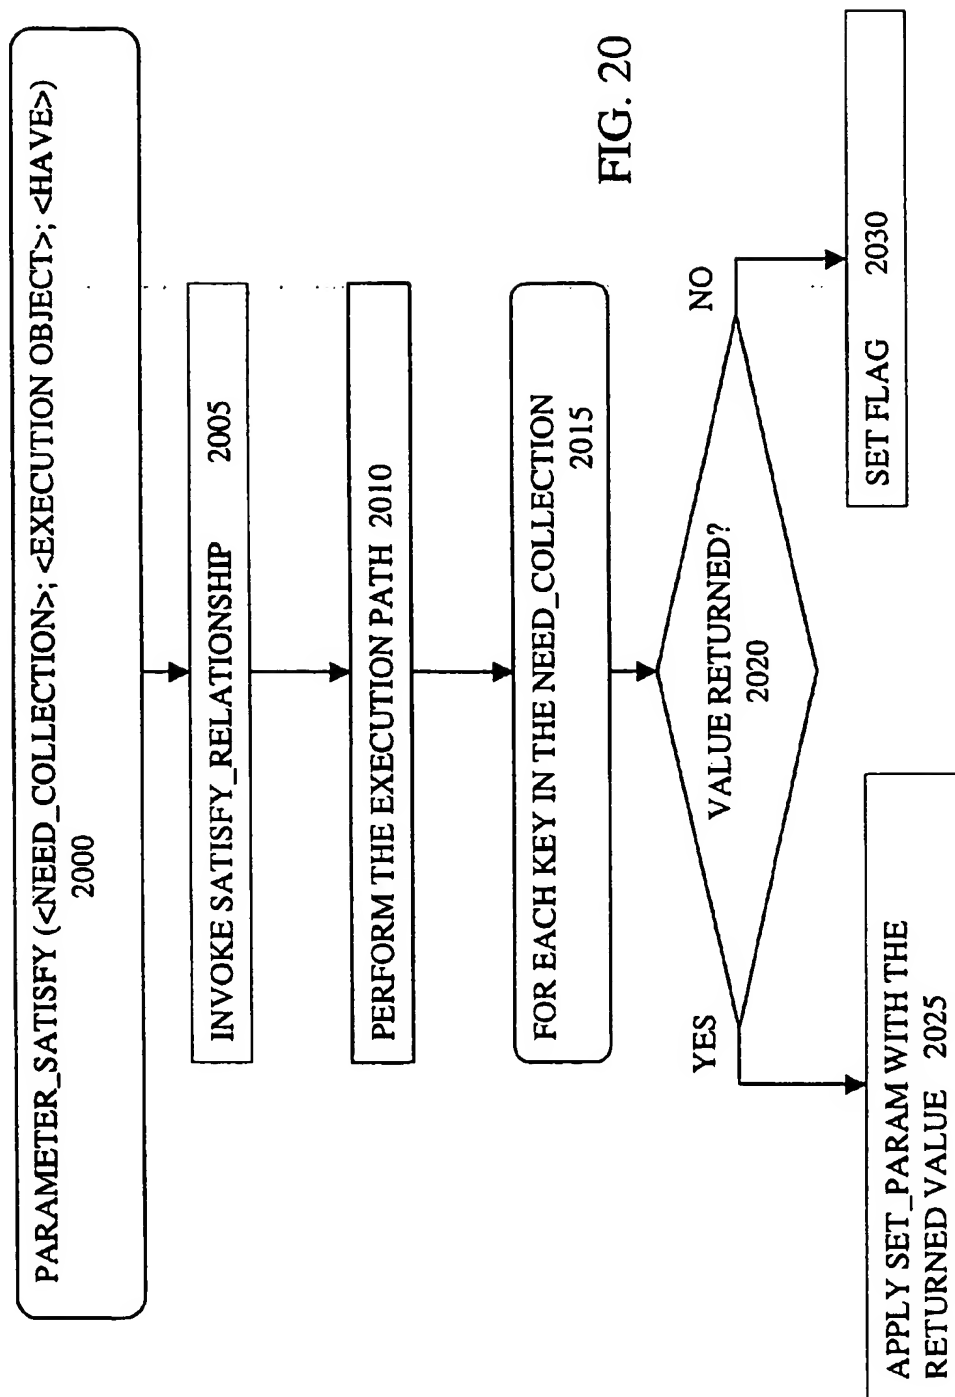 PARAMETER_SATISFY (<NEED_COLLECTION>; <EXECUTION OBJECT>; <HAVE>)
2000
INVOKE SATISFY_RELATIONSHIP 2005
PERFORM THE EXECUTION PATH 2010
FOR EACH KEY IN THE NEED_COLLECTION
2015
VALUE RETURNED?
2020
YES
NO
APPLY SET_PARAM WITH THE
RETURNED VALUE 2025
SET FLAG 2030
FIG. 20